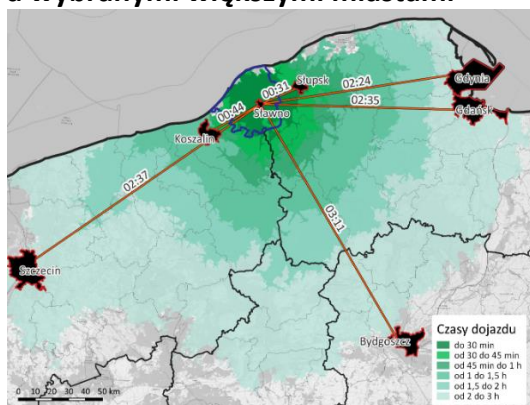 a wybranymi większymi miastami
Słupsk
00:31
02:24
Gdynia
Sławno
02:35
Gdańsk
00:44
Koszalin
02:37
03:11
Szczecin
Bydgoszcz
Czasy dojazdu
do 30 min
od 30 do 45 min
od 45 min do 1 h
od 1 do 1,5 h
od 1,5 do 2 h
od 2 do 3 h
0 10 20 30 40 50 km